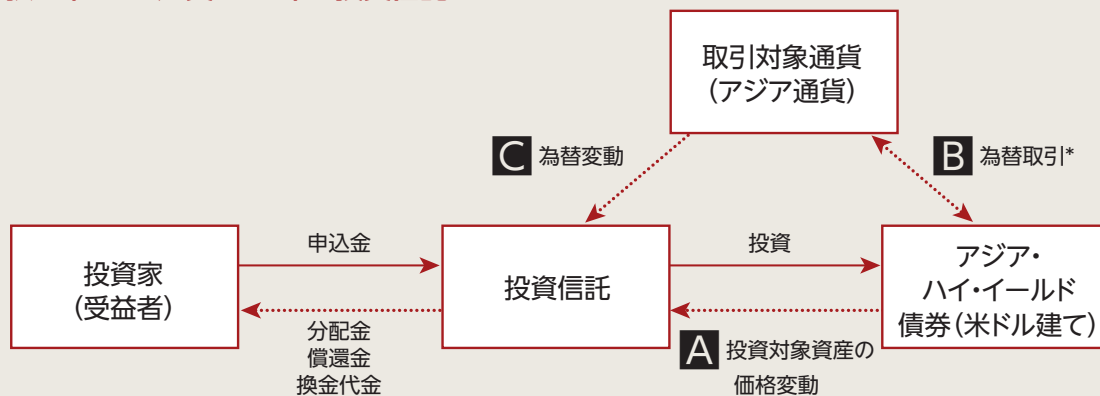 取引対象通貨
(アジア通貨)
C 為替変動
B 為替取引*
投資家
(受益者)
申込金
分配金
償還金
換金代金
投資信託
投資
A 投資対象資産の
価格変動
アジア・
ハイ・イールド
債券(米ドル建て)